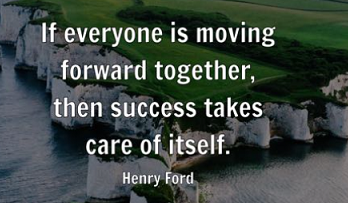 If everyone is moving
forward together,
then success takes
care of itself.
Henry Ford